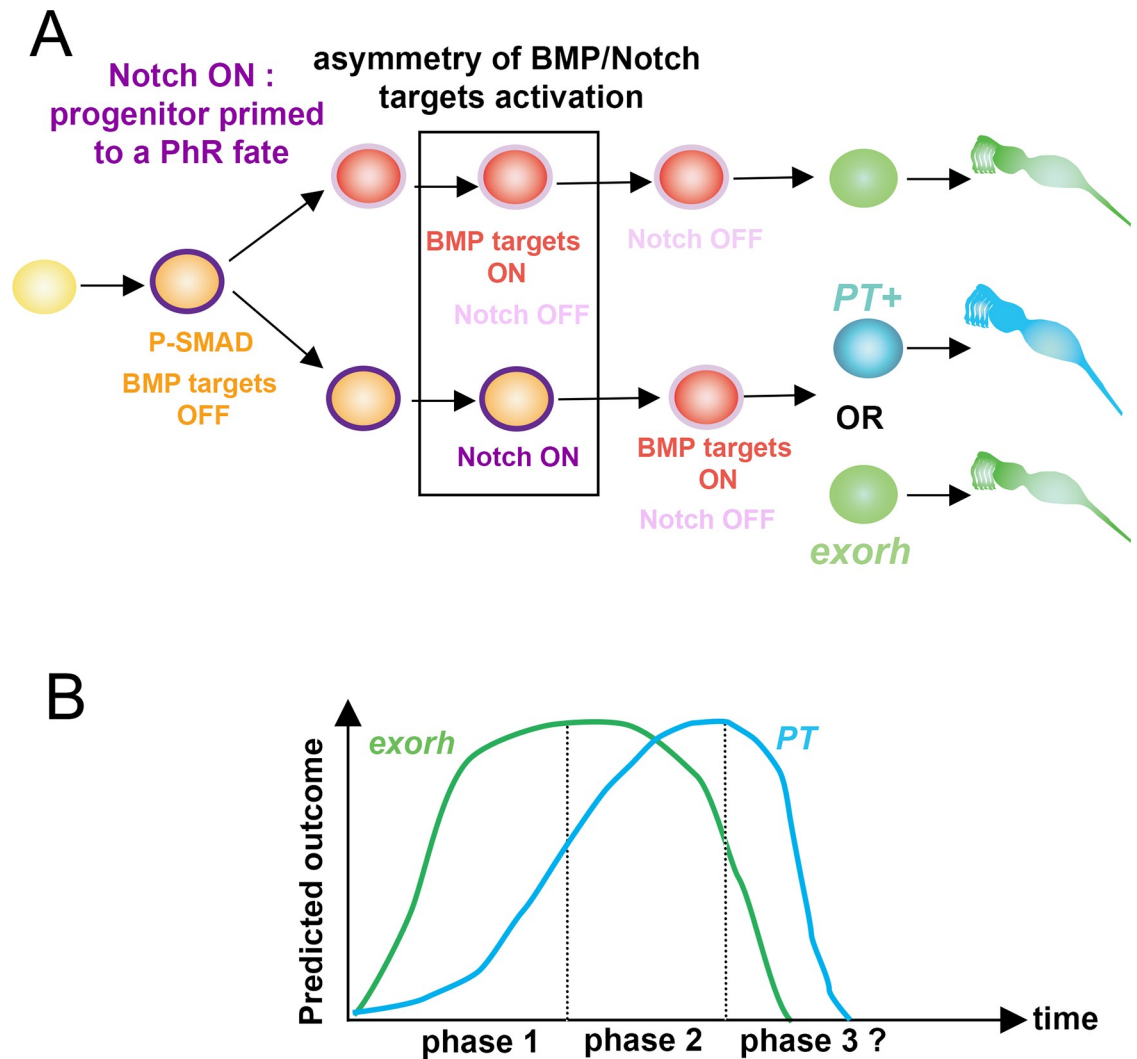 A
Notch ON :
progenitor primed
to a PhR fate
asymmetry of BMP/Notch
targets activation
P-SMAD
BMP targets
OFF
BMP targets
ON
Notch OFF
Notch OFF
Notch ON
BMP targets
ON
Notch OFF
PT+
OR
exorh
B
Predicted outcome
exorh
PT
phase 1
phase 2
phase 3 ?
time